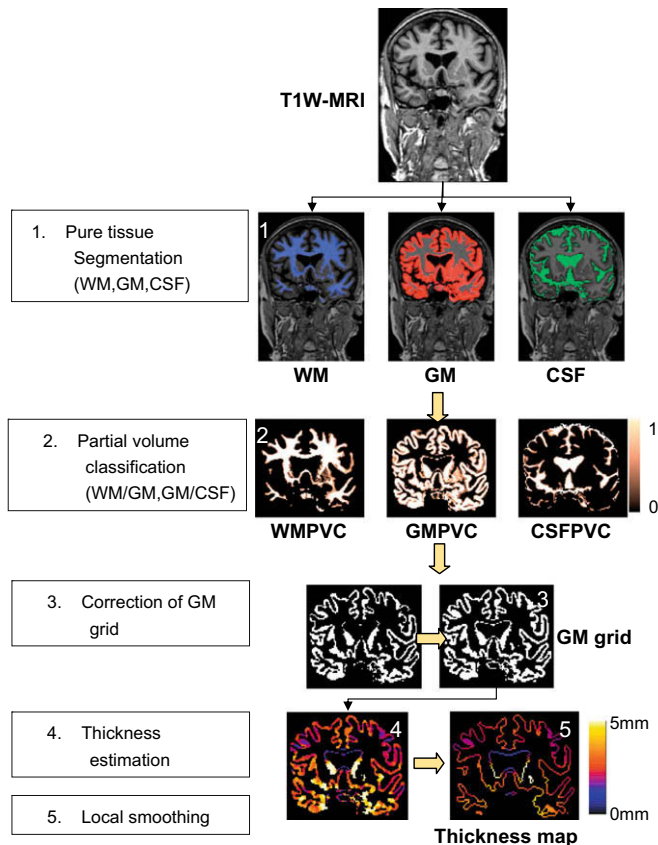 T1W-MRI
1. Pure tissue
Segmentation
(WM,GM,CSF)
1
WM
GM
CSF
2. Partial volume
classification
(WM/GM,GM/CSF)
2
1
0
WMPVC
GMPVC
CSFPVC
3. Correction of GM
grid
3
GM grid
4. Thickness
estimation
4
5
5mm
0mm
5. Local smoothing
Thickness map